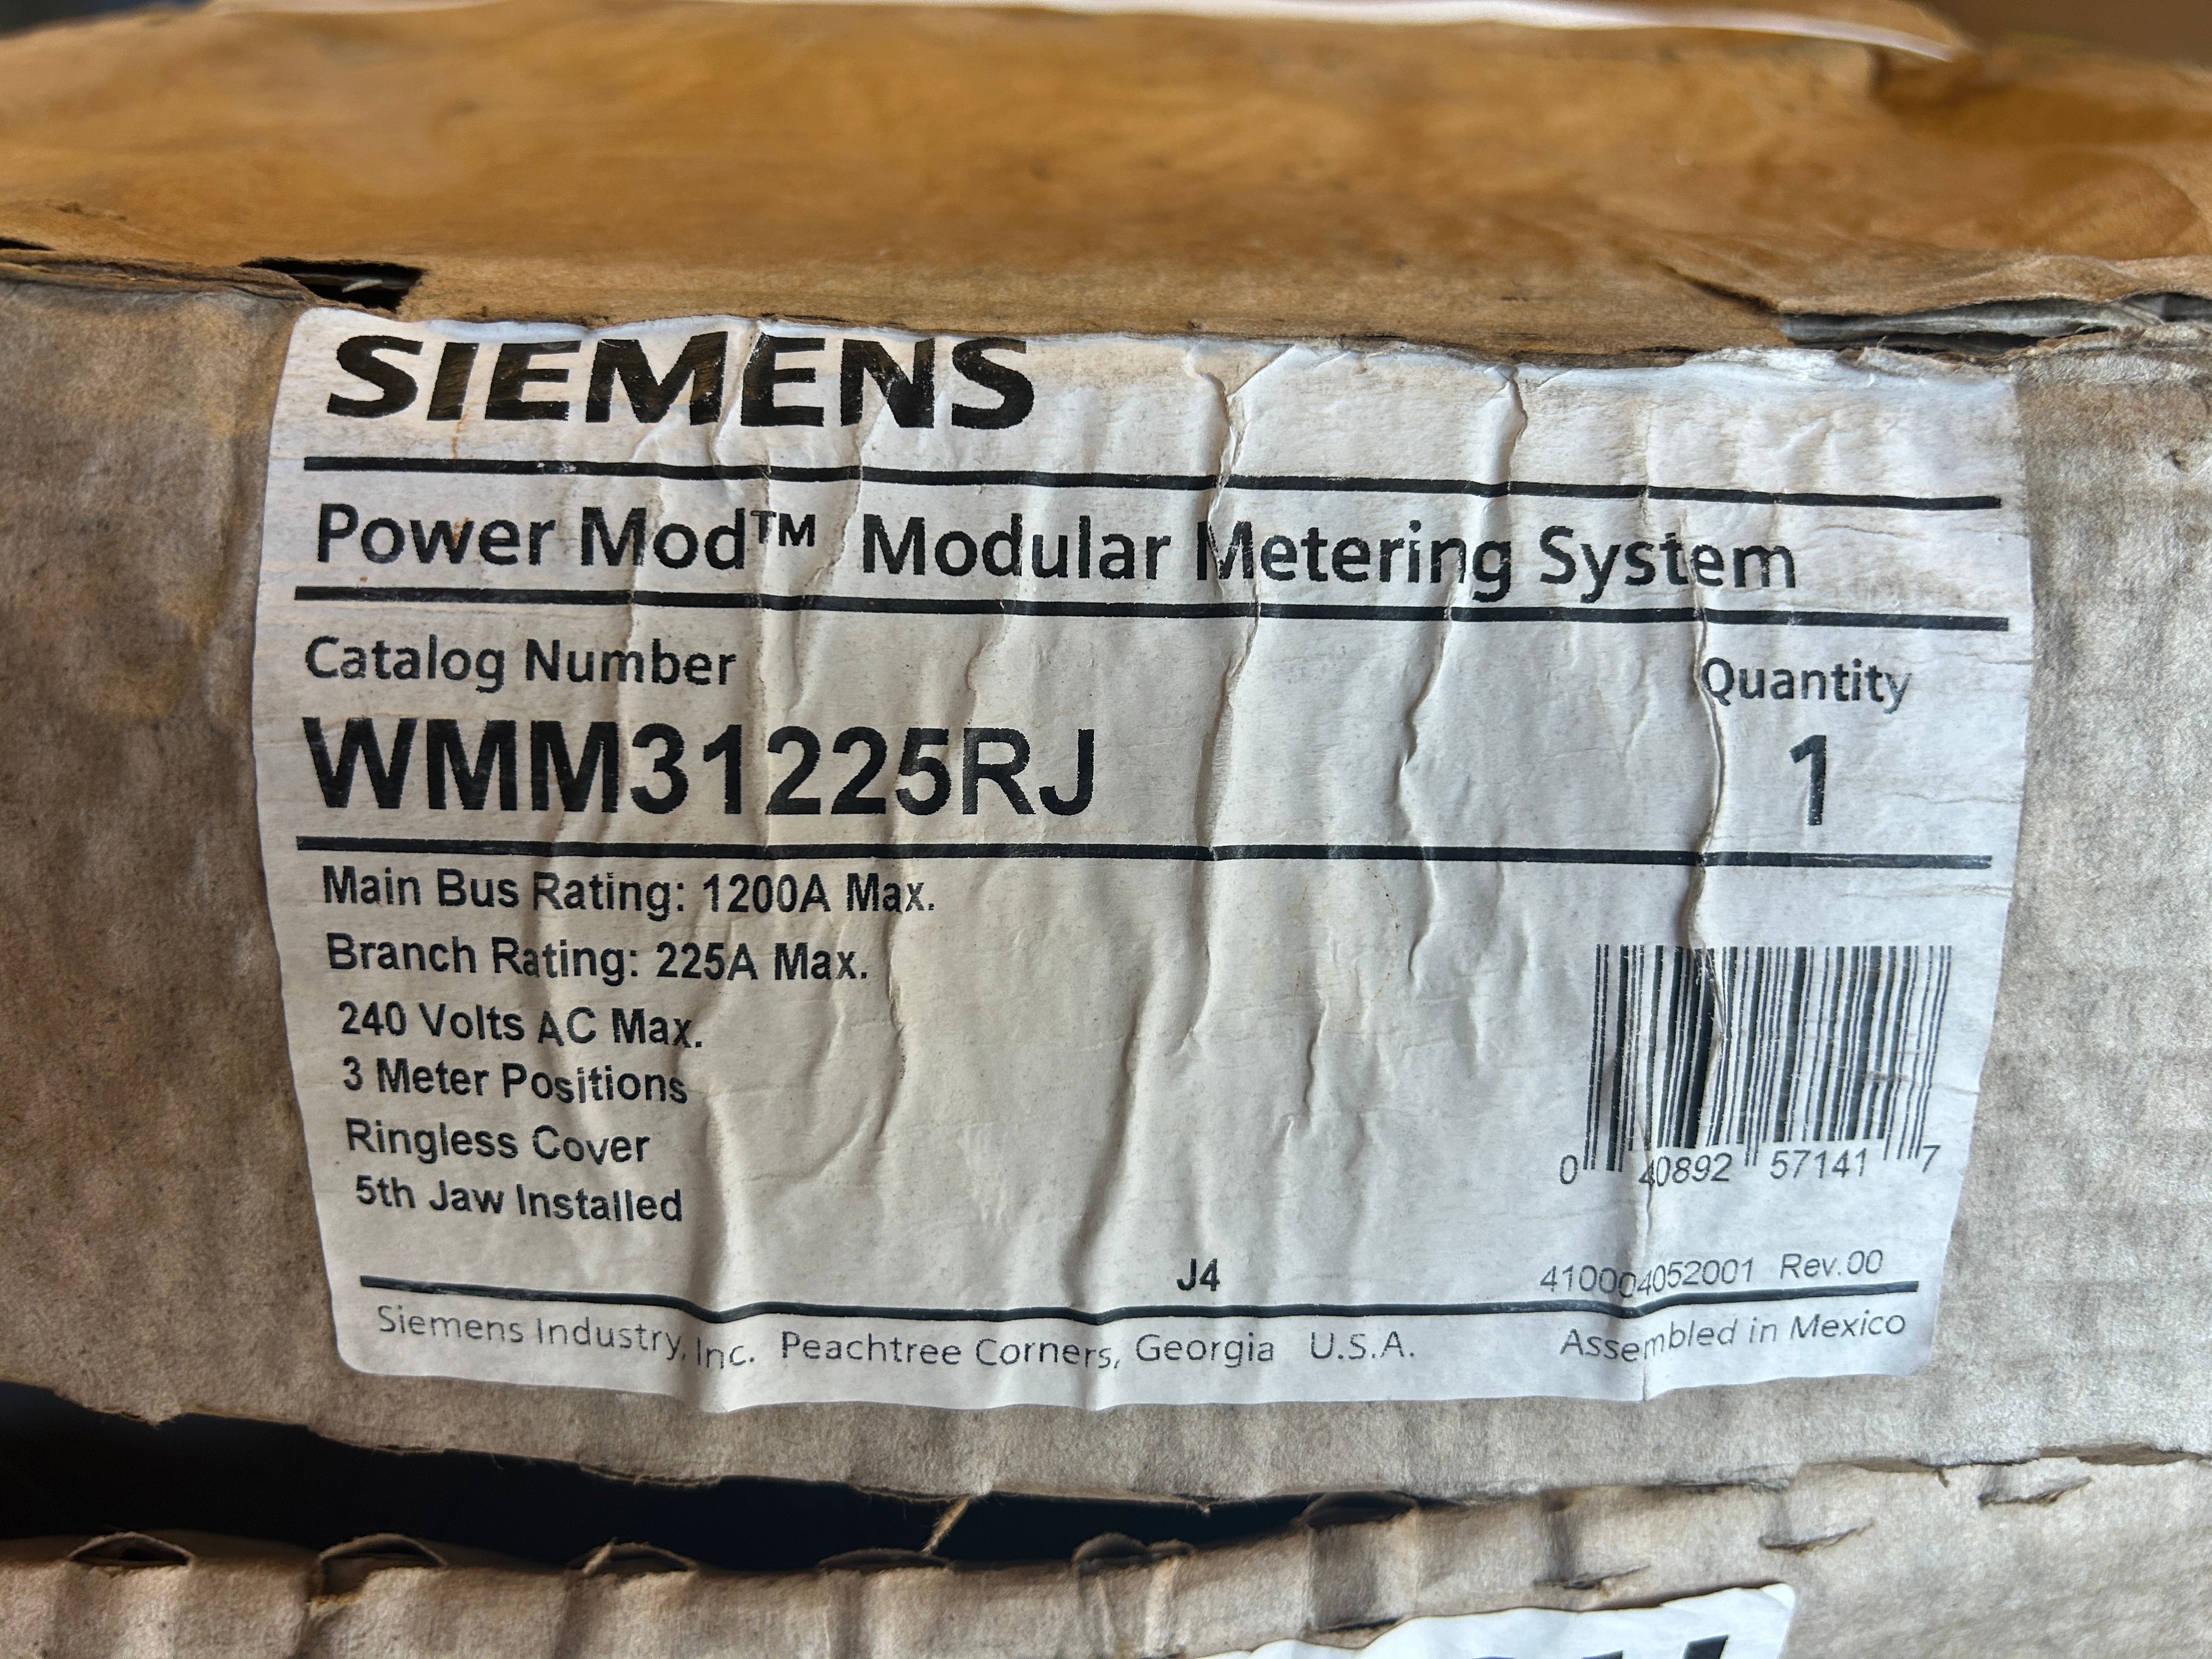 SIEMENS
Power Mod™ Modular Metering System
Catalog Number Quantity
WMM31225RJ 1
Main Bus Rating: 1200A Max.
Branch Rating: 225A Max.
240 Volts AC Max.
3 Meter Positions
Ringless Cover
5th Jaw Installed
0 40892 57141 7
J4 410004052001 Rev.00
Siemens Industry, Inc. Peachtree Corners, Georgia U.S.A. Assembled in Mexico